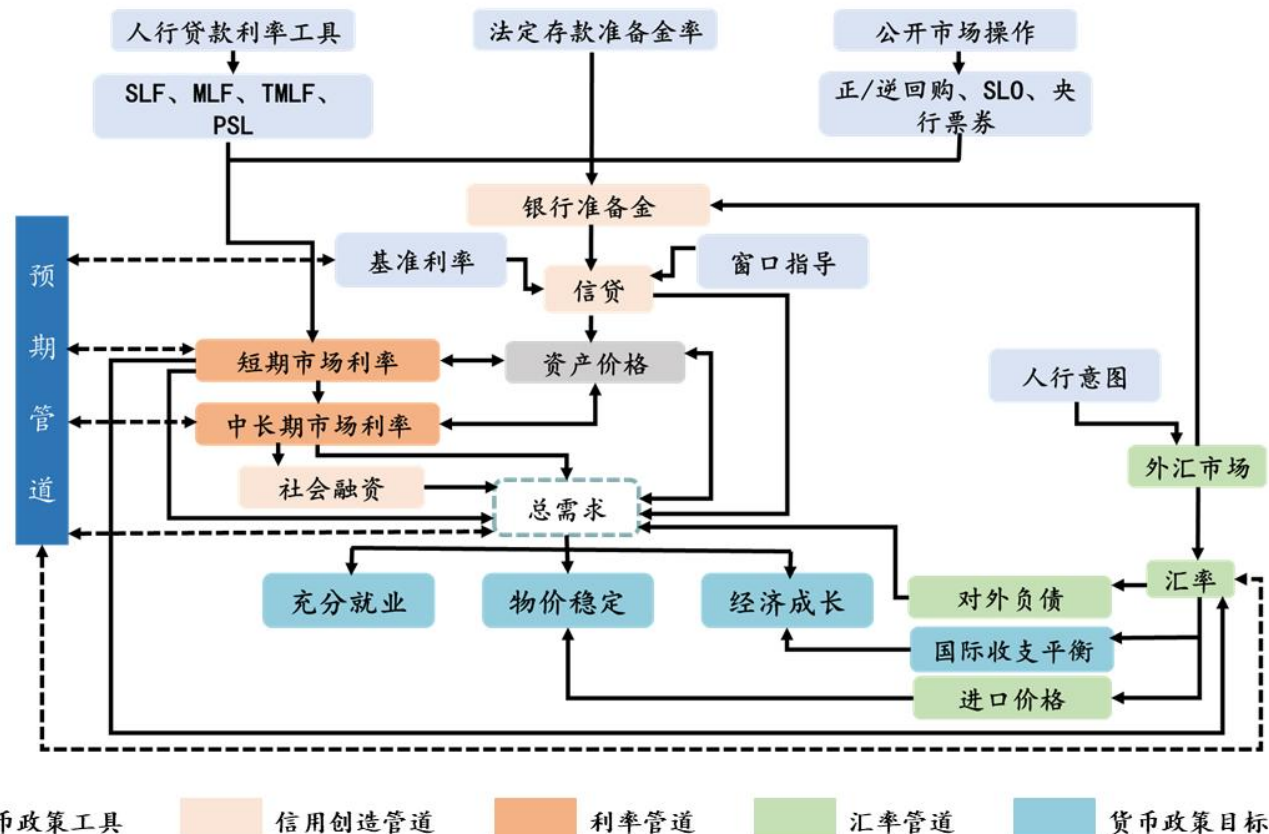 人行贷款利率工具
法定存款准备金率
公开市场操作
SLF、MLF、TMLF、
PSL
正/逆回购、SLO、央
行票券
银行准备金
预
期
管
道
基准利率
窗口指导
信贷
短期市场利率
资产价格
人行意图
中长期市场利率
外汇市场
社会融资
总需求
汇率
充分就业
物价稳定
经济成长
对外负债
国际收支平衡
进口价格
币政策工具
信用创造管道
利率管道
汇率管道
货币政策目标